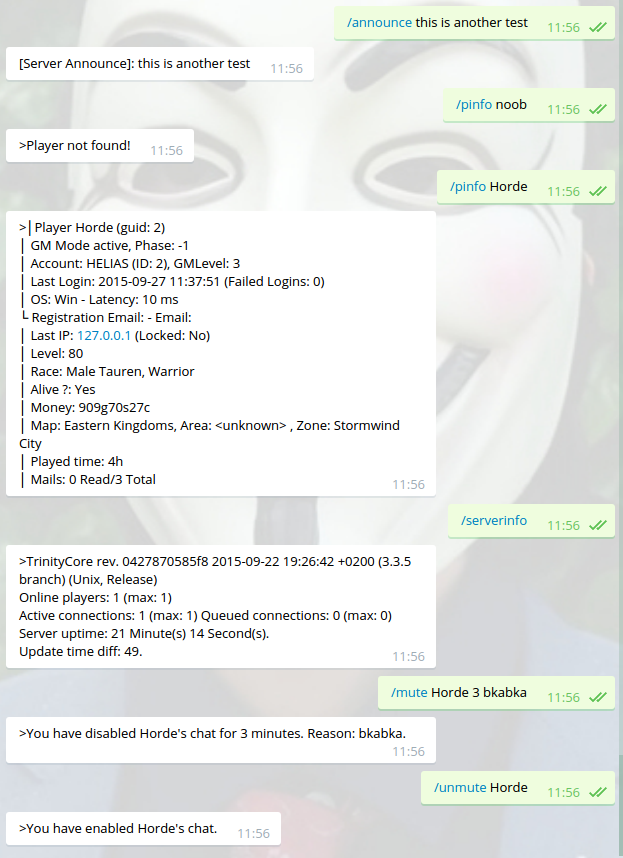 /announce this is another test 11:56
[Server Announce]: this is another test 11:56
/pinfo noob 11:56
>Player not found! 11:56
/pinfo Horde 11:56
>│Player Horde (guid: 2)
│ GM Mode active, Phase: -1
│ Account: HELIAS (ID: 2), GMLevel: 3
│ Last Login: 2015-09-27 11:37:51 (Failed Logins: 0)
│ OS: Win - Latency: 10 ms
└ Registration Email: - Email:
│ Last IP: 127.0.0.1 (Locked: No)
│ Level: 80
│ Race: Male Tauren, Warrior
│ Alive ?: Yes
│ Money: 909g70s27c
│ Map: Eastern Kingdoms, Area: <unknown> , Zone: Stormwind
City
│ Played time: 4h
│ Mails: 0 Read/3 Total 11:56
/serverinfo 11:56
>TrinityCore rev. 0427870585f8 2015-09-22 19:26:42 +0200 (3.3.5
branch) (Unix, Release)
Online players: 1 (max: 1)
Active connections: 1 (max: 1) Queued connections: 0 (max: 0)
Server uptime: 21 Minute(s) 14 Second(s).
Update time diff: 49. 11:56
/mute Horde 3 bkabka 11:56
>You have disabled Horde's chat for 3 minutes. Reason: bkabka.
11:56
/unmute Horde 11:56
>You have enabled Horde's chat. 11:56